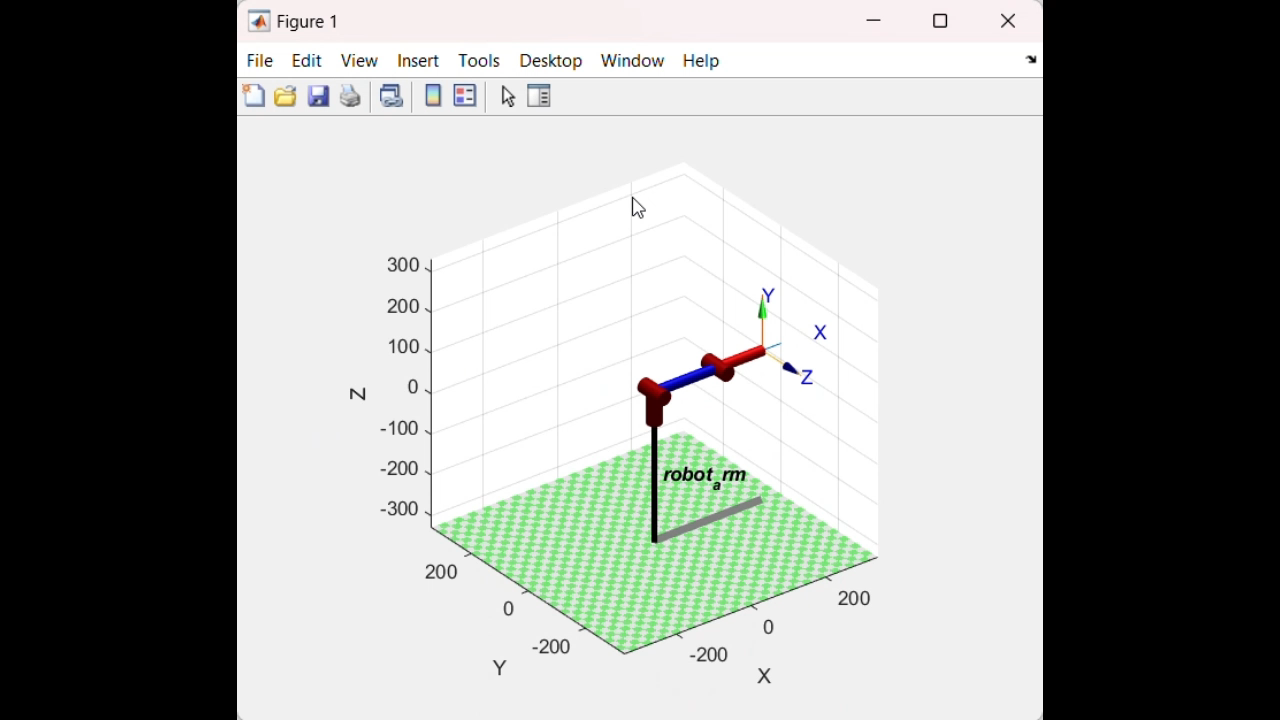 Figure 1
File Edit View Insert Tools Desktop Window Help
300
200
100
0
-100
-200
-300
Z
Y
X
Z
robot_arm
200
0
-200
Y
200
0
-200
X